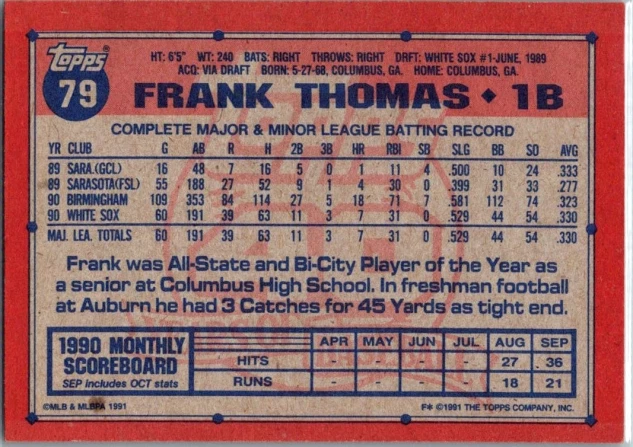 topps
79
HT: 6'5" WT: 240 BATS: RIGHT THROWS: RIGHT DRFT: WHITE SOX #1-JUNE, 1989
ACQ: VIA DRAFT BORN: 5-27-68, COLUMBUS, GA. HOME: COLUMBUS, GA.
FRANK THOMAS ♦ 1B
COMPLETE MAJOR & MINOR LEAGUE BATTING RECORD
YR CLUB G AB R H 2B 3B HR RBI SB SLG BB SO AVG
89 SARA.(GCL) 16 48 7 16 5 0 1 11 4 .500 10 24 .333
89 SARASOTA(FSL) 55 188 27 52 9 1 4 30 0 .399 31 33 .277
90 BIRMINGHAM 109 353 84 114 27 5 18 71 7 .581 112 74 .323
90 WHITE SOX 60 191 39 63 11 3 7 31 0 .529 44 54 .330
MAJ. LEA. TOTALS 60 191 39 63 11 3 7 31 0 .529 44 54 .330
Frank was All-State and Bi-City Player of the Year as
a senior at Columbus High School. In freshman football
at Auburn he had 3 Catches for 45 Yards as tight end.
1990 MONTHLY
SCOREBOARD
SEP includes OCT stats
APR MAY JUN JUL AUG SEP
HITS - - - - 27 36
RUNS - - - - 18 21
©MLB & MLBPA 1991
F* ©1991 THE TOPPS COMPANY, INC.